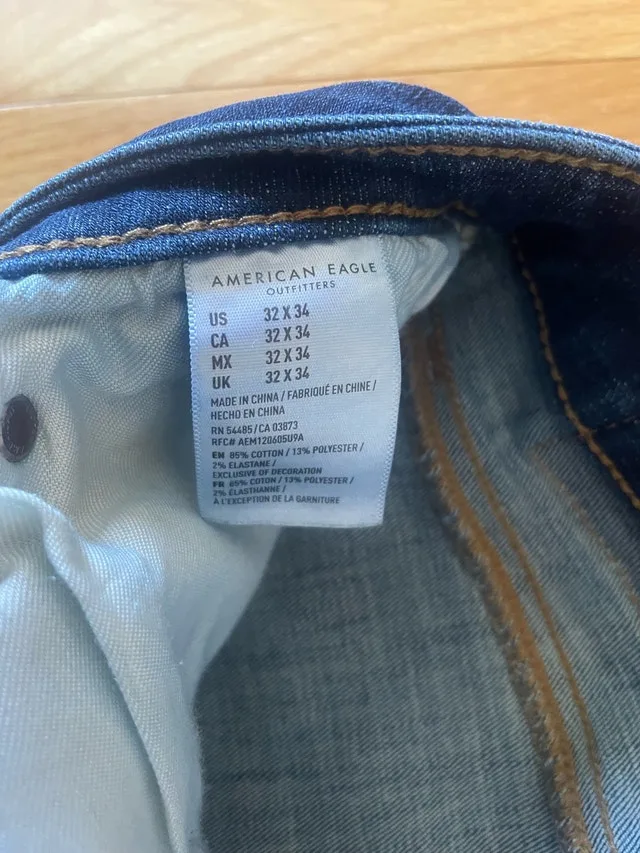 AMERICAN EAGLE
OUTFITTERS
US 32 X 34
CA 32 X 34
MX 32 X 34
UK 32 X 34
MADE IN CHINA / FABRIQUÉ EN CHINE /
HECHO EN CHINA
RN 54485/CA 03873
RFC# AEM120605U9A
EN 85% COTTON / 13% POLYESTER /
2% ELASTANE /
EXCLUSIVE OF DECORATION
FR 85% COTON / 13% POLYESTER /
2% ÉLASTHANNE /
À L'EXCEPTION DE LA GARNITURE